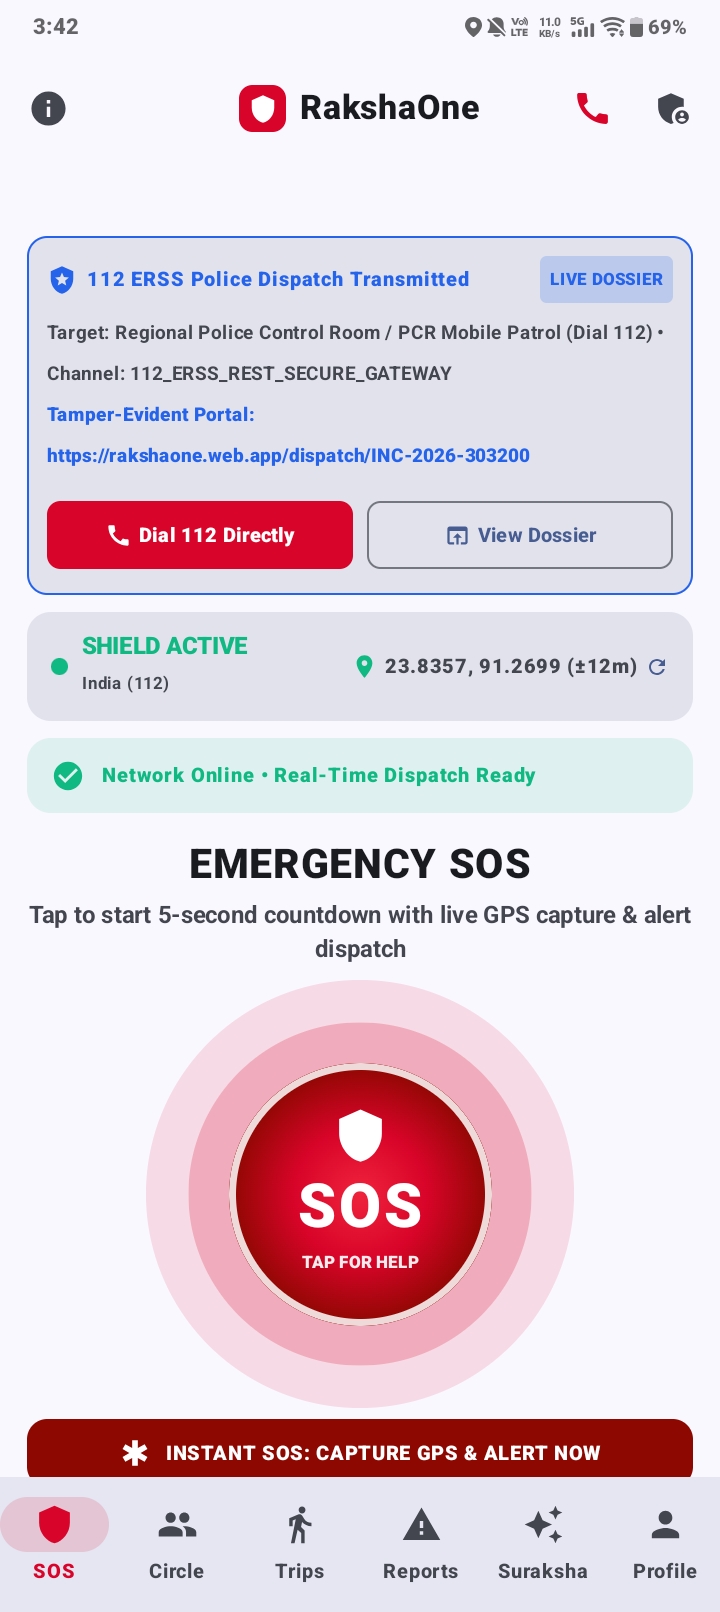 3:42
Vo) LTE
11.0 KB/s
5G
69%
RakshaOne
112 ERSS Police Dispatch Transmitted
LIVE DOSSIER
Target: Regional Police Control Room / PCR Mobile Patrol (Dial 112) •
Channel: 112_ERSS_REST_SECURE_GATEWAY
Tamper-Evident Portal:
https://rakshaone.web.app/dispatch/INC-2026-303200
Dial 112 Directly
View Dossier
SHIELD ACTIVE
India (112)
23.8357, 91.2699 (±12m)
Network Online • Real-Time Dispatch Ready
EMERGENCY SOS
Tap to start 5-second countdown with live GPS capture & alert
dispatch
SOS
TAP FOR HELP
INSTANT SOS: CAPTURE GPS & ALERT NOW
SOS
Circle
Trips
Reports
Suraksha
Profile